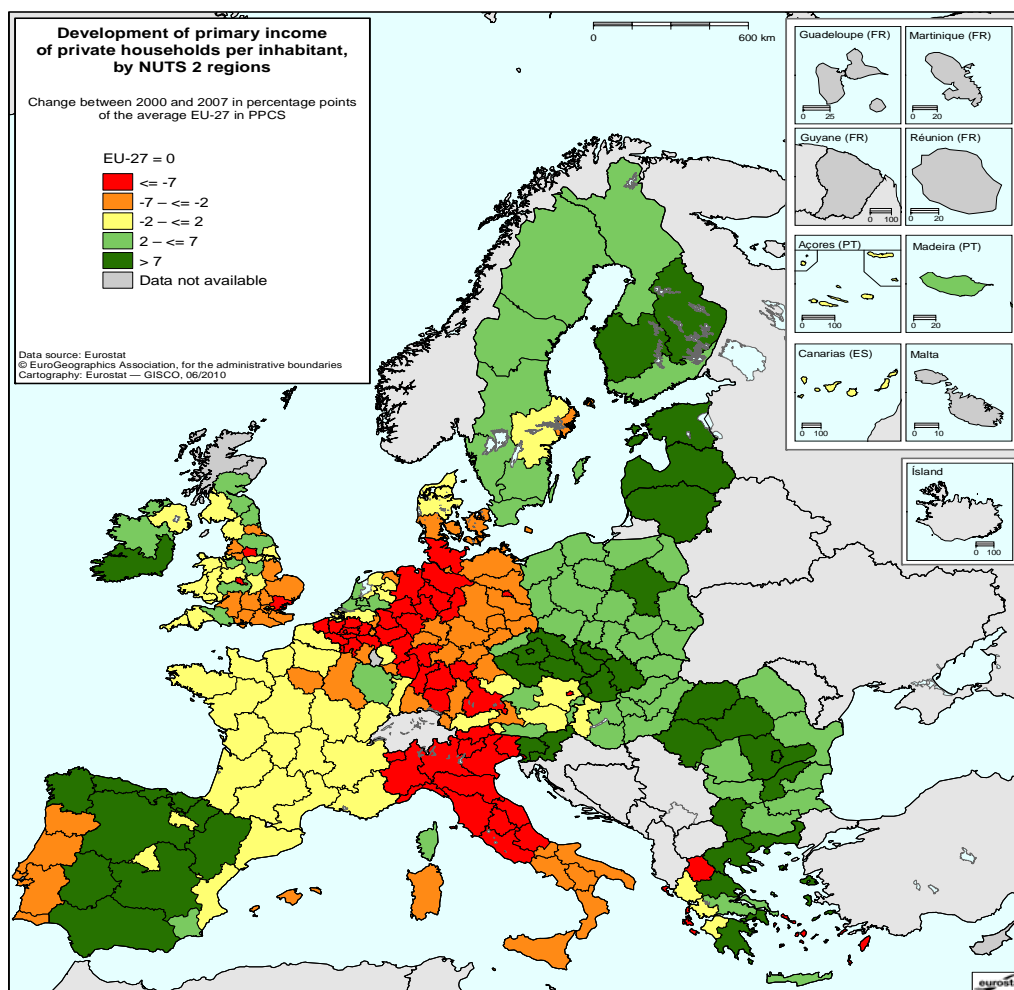 Development of primary income
of private households per inhabitant,
by NUTS 2 regions
Change between 2000 and 2007 in percentage points
of the average EU-27 in PPCS
EU-27 = 0
<= -7
-7 – <= -2
-2 – <= 2
2 – <= 7
> 7
Data not available
Data source: Eurostat
© EuroGeographics Association, for the administrative boundaries
Cartography: Eurostat — GISCO, 06/2010
0 600 km
Guadeloupe (FR)
0 25
Martinique (FR)
0 20
Guyane (FR)
0 100
Réunion (FR)
0 20
Açores (PT)
0 100
Madeira (PT)
0 20
Canarias (ES)
0 100
Malta
0 10
Ísland
0 100
eurosta